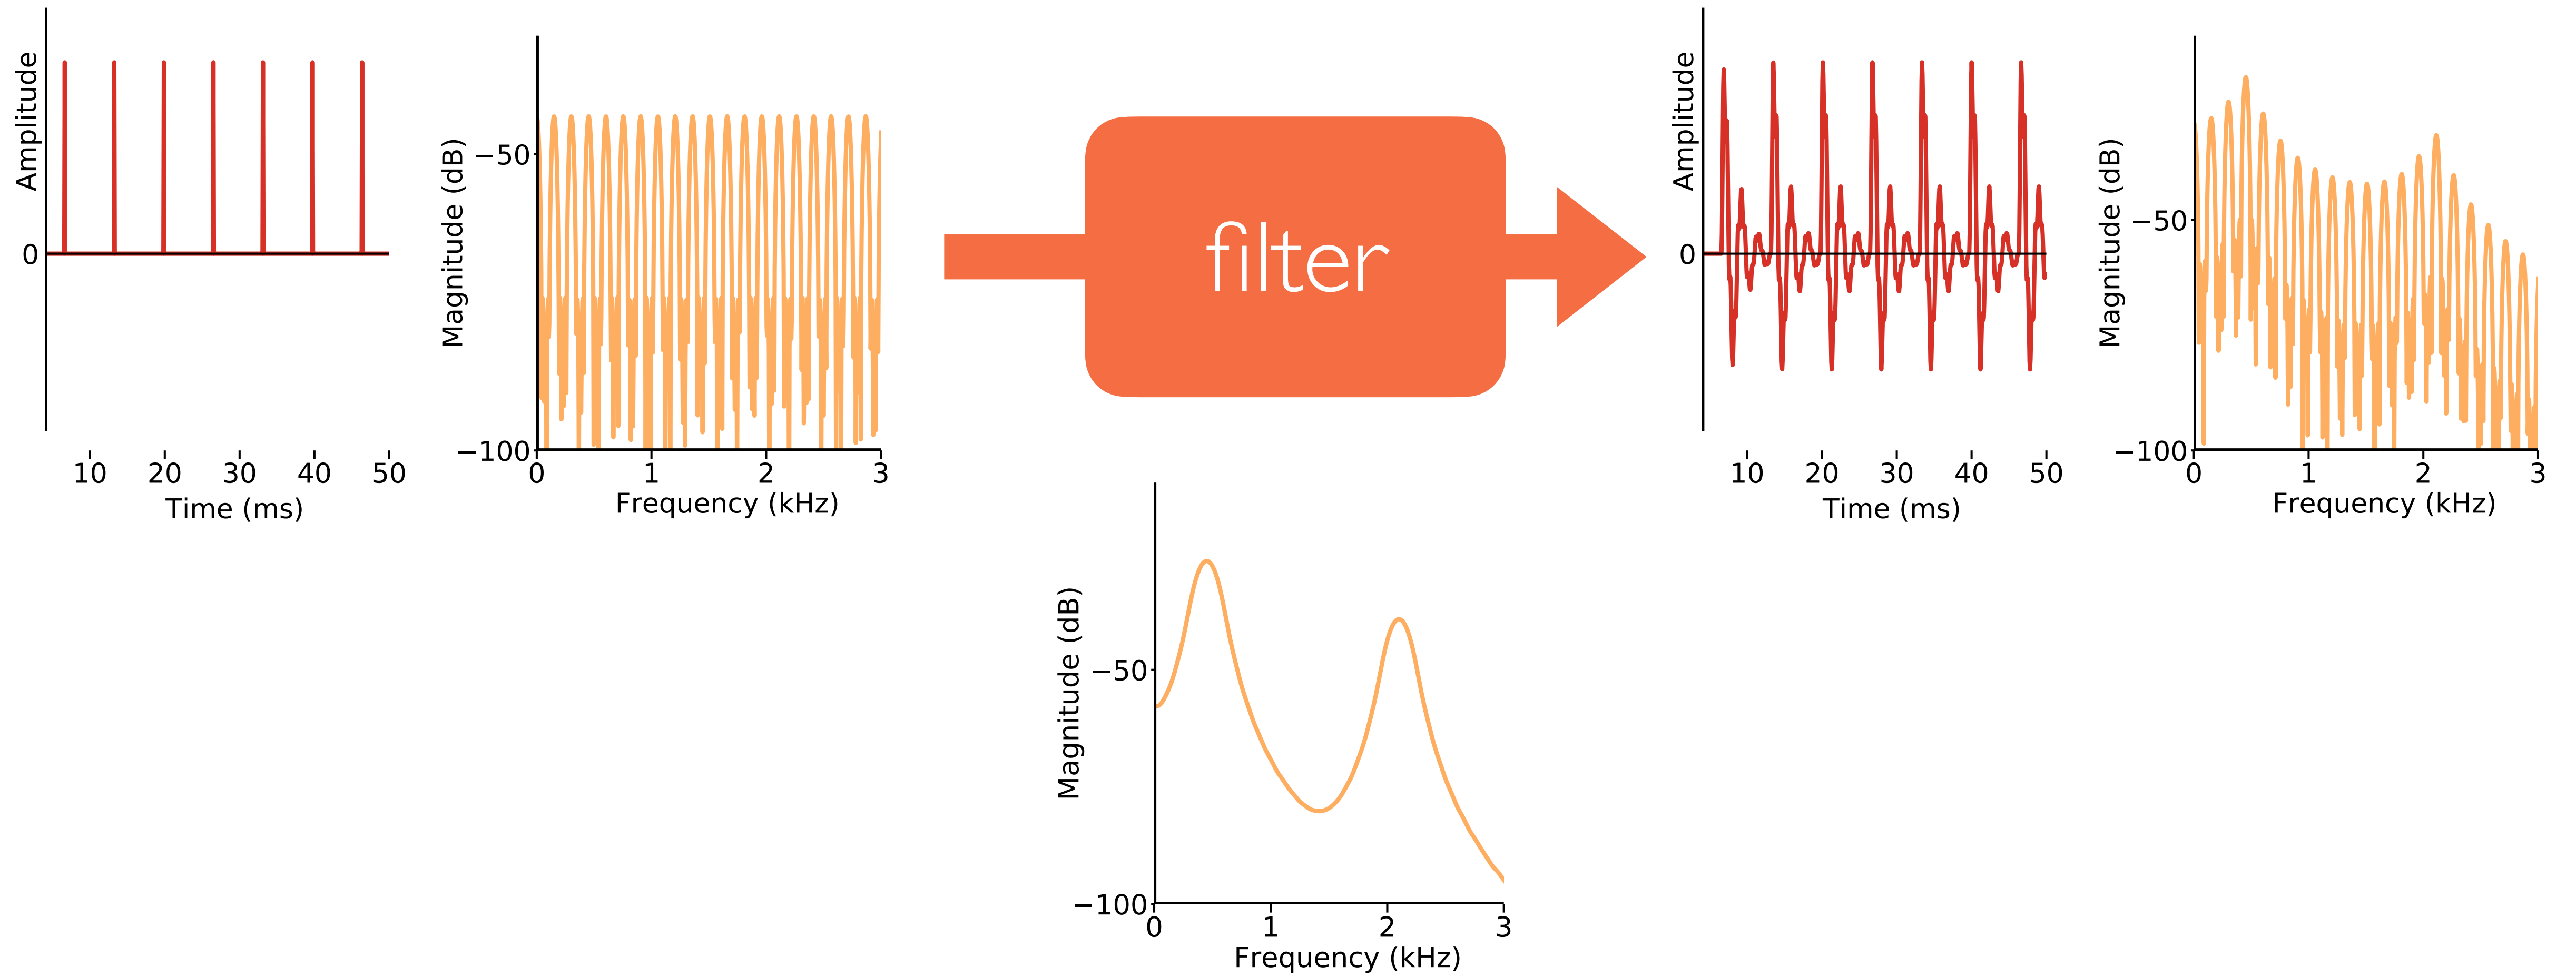 Amplitude
0
10 20 30 40 50
Time (ms)
Magnitude (dB)
−50
−100
0 1 2 3
Frequency (kHz)
filter
Amplitude
0
10 20 30 40 50
Time (ms)
Magnitude (dB)
−50
−100
0 1 2 3
Frequency (kHz)
Magnitude (dB)
−50
−100
0 1 2 3
Frequency (kHz)